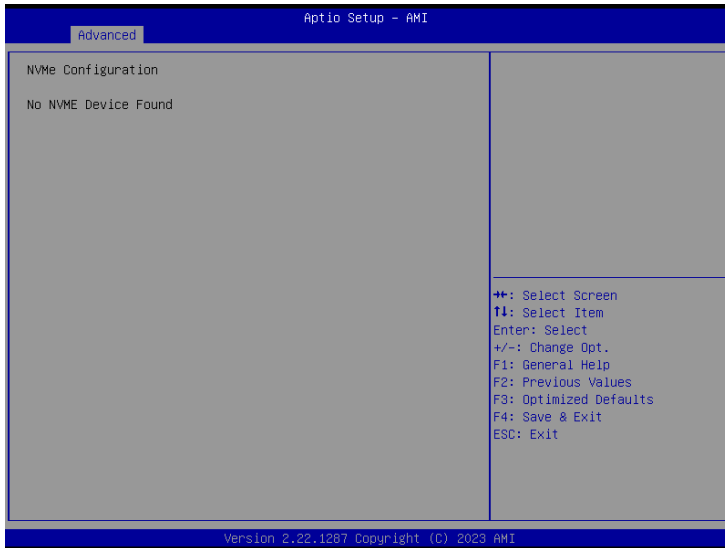 Aptio Setup – AMI
Advanced
NVMe Configuration
No NVME Device Found
→←: Select Screen
↑↓: Select Item
Enter: Select
+/-: Change Opt.
F1: General Help
F2: Previous Values
F3: Optimized Defaults
F4: Save & Exit
ESC: Exit
Version 2.22.1287 Copyright (C) 2023 AMI